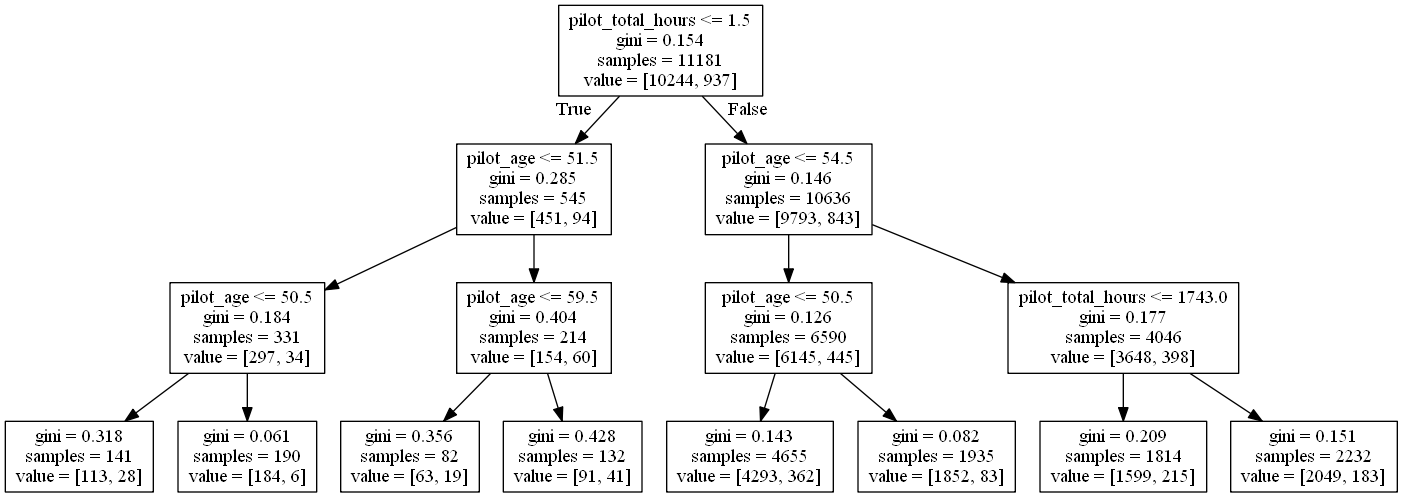 pilot_total_hours <= 1.5
gini = 0.154
samples = 11181
value = [10244, 937]
True
False
pilot_age <= 51.5
gini = 0.285
samples = 545
value = [451, 94]
pilot_age <= 54.5
gini = 0.146
samples = 10636
value = [9793, 843]
pilot_age <= 50.5
gini = 0.184
samples = 331
value = [297, 34]
pilot_age <= 59.5
gini = 0.404
samples = 214
value = [154, 60]
pilot_age <= 50.5
gini = 0.126
samples = 6590
value = [6145, 445]
pilot_total_hours <= 1743.0
gini = 0.177
samples = 4046
value = [3648, 398]
gini = 0.318
samples = 141
value = [113, 28]
gini = 0.061
samples = 190
value = [184, 6]
gini = 0.356
samples = 82
value = [63, 19]
gini = 0.428
samples = 132
value = [91, 41]
gini = 0.143
samples = 4655
value = [4293, 362]
gini = 0.082
samples = 1935
value = [1852, 83]
gini = 0.209
samples = 1814
value = [1599, 215]
gini = 0.151
samples = 2232
value = [2049, 183]